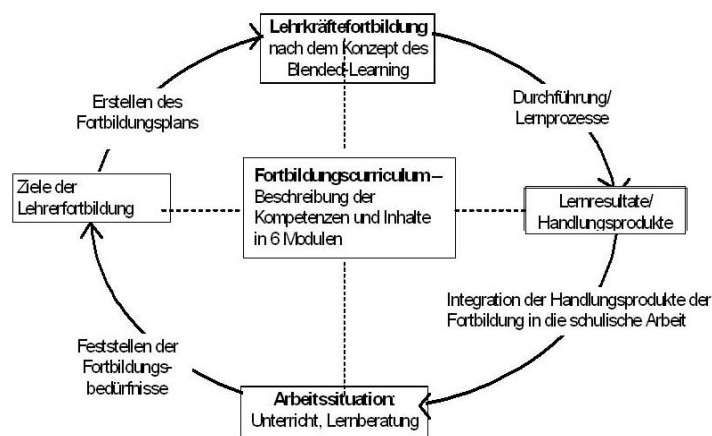 Lehrkräftefortbildung
nach dem Konzept des
Blended-Learning
Erstellen des
Fortbildungsplans
Durchführung/
Lernprozesse
Ziele der
Lehrerfortbildung
Fortbildungscurriculum –
Beschreibung der
Kompetenzen und Inhalte
in 6 Modulen
Lernresultate/
Handlungsprodukte
Integration der Handlungsprodukte der
Fortbildung in die schulische Arbeit
Feststellen der
Fortbildungs-
bedürfnisse
Arbeitssituation:
Unterricht, Lernberatung